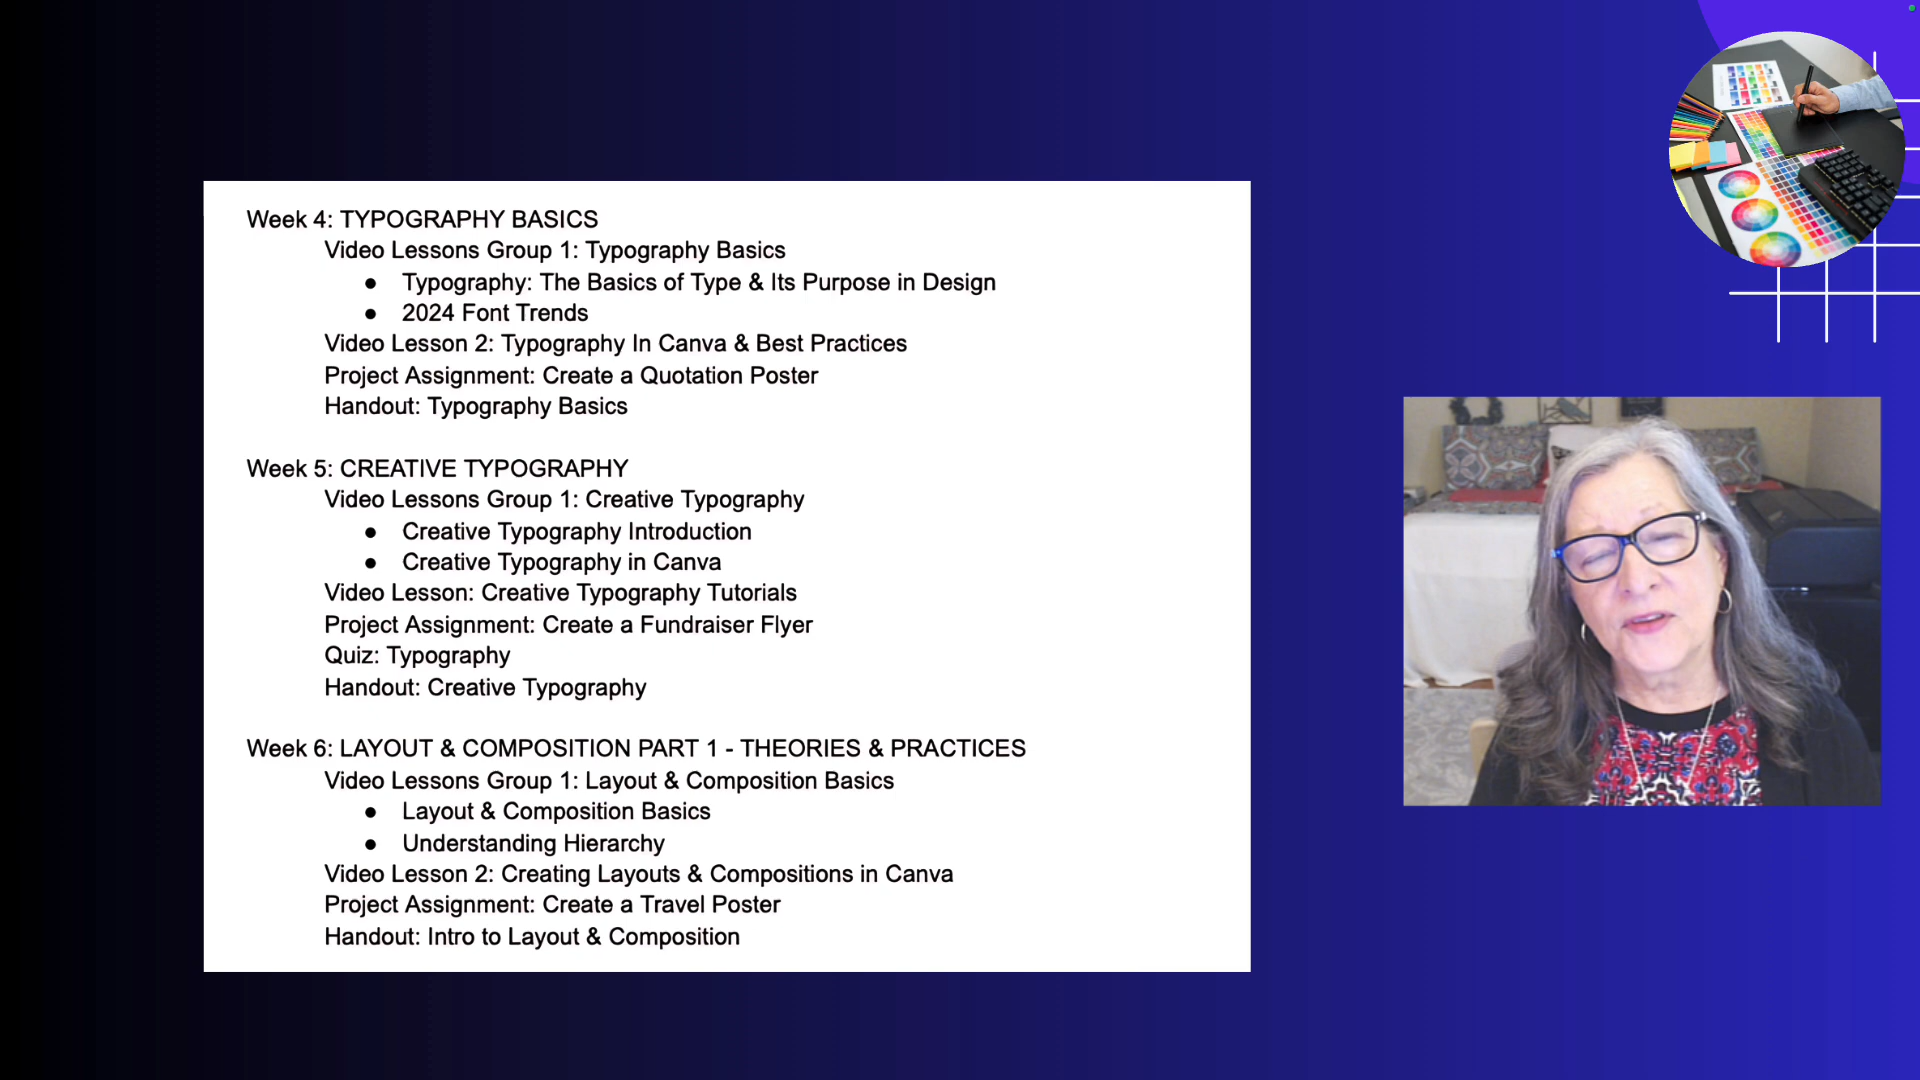 Week 4: TYPOGRAPHY BASICS
Video Lessons Group 1: Typography Basics
● Typography: The Basics of Type & Its Purpose in Design
● 2024 Font Trends
Video Lesson 2: Typography In Canva & Best Practices
Project Assignment: Create a Quotation Poster
Handout: Typography Basics
Week 5: CREATIVE TYPOGRAPHY
Video Lessons Group 1: Creative Typography
● Creative Typography Introduction
● Creative Typography in Canva
Video Lesson: Creative Typography Tutorials
Project Assignment: Create a Fundraiser Flyer
Quiz: Typography
Handout: Creative Typography
Week 6: LAYOUT & COMPOSITION PART 1 - THEORIES & PRACTICES
Video Lessons Group 1: Layout & Composition Basics
● Layout & Composition Basics
● Understanding Hierarchy
Video Lesson 2: Creating Layouts & Compositions in Canva
Project Assignment: Create a Travel Poster
Handout: Intro to Layout & Composition